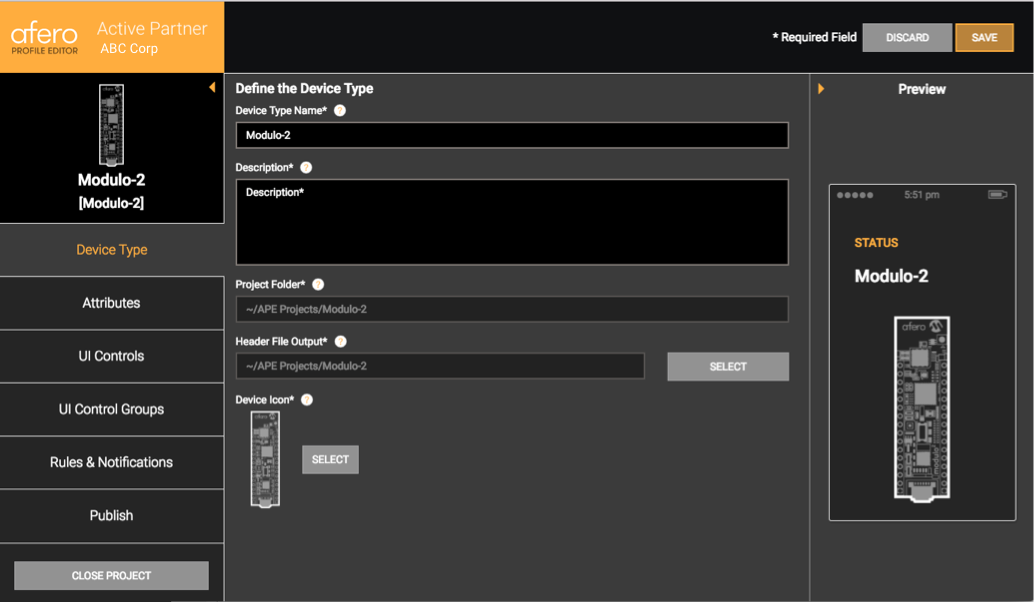 afero
PROFILE EDITOR
Active Partner
ABC Corp
* Required Field
DISCARD
SAVE
afero
Modulo-2
[Modulo-2]
Device Type
Attributes
UI Controls
UI Control Groups
Rules & Notifications
Publish
CLOSE PROJECT
Define the Device Type
Device Type Name* ?
Modulo-2
Description* ?
Description*
Project Folder* ?
~/APE Projects/Modulo-2
Header File Output* ?
~/APE Projects/Modulo-2
SELECT
Device Icon* ?
afero
SELECT
Preview
5:51 pm
STATUS
Modulo-2
afero